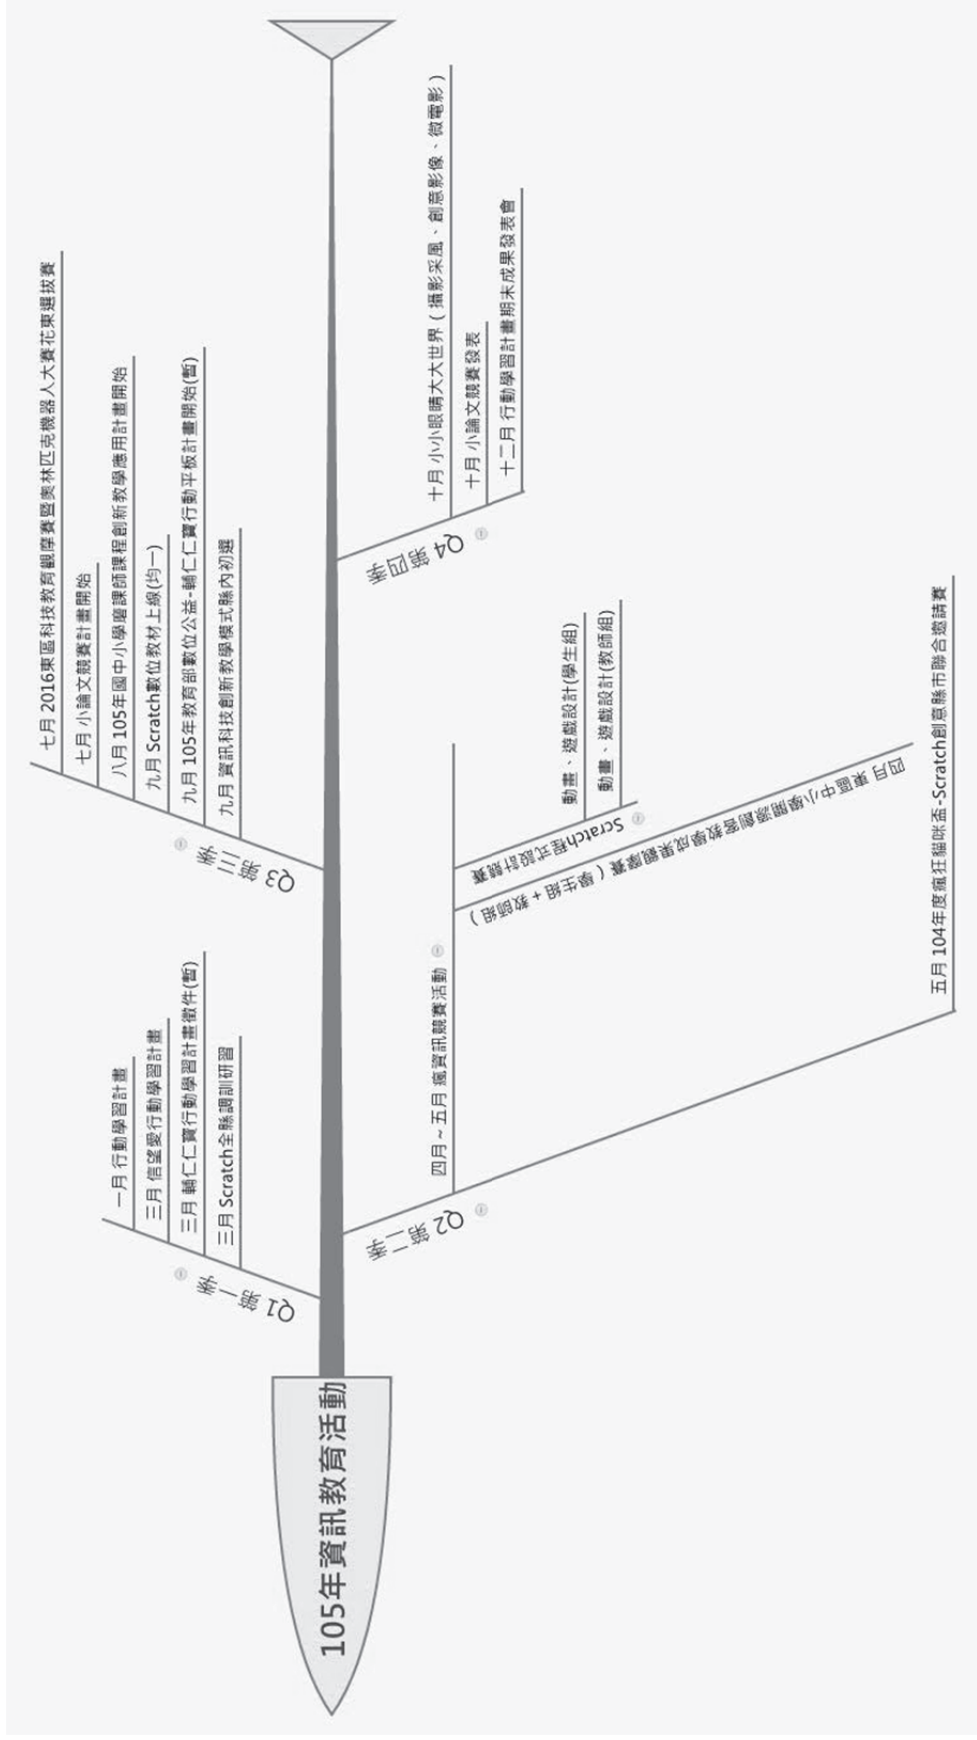 105年資訊教育活動
Q1 第一季
一月 行動學習計畫
三月 信望愛行動學習計畫
三月 輔仁仁寶行動學習計畫徵件(暫)
三月 Scratch全縣調訓研習
Q2 第二季
四月～五月 瘋資訊競賽活動
四月 東區中小學開源創客教學成果觀摩賽（學生組＋教師組）
Scratch程式設計競賽
動畫、遊戲設計(學生組)
動畫、遊戲設計(教師組)
五月 104年度瘋狂貓咪盃-Scratch創意縣市聯合邀請賽
Q3 第三季
七月 2016東區科技教育觀摩賽暨奧林匹克機器人大賽花東選拔賽
七月 小論文競賽計畫開始
八月 105年國中小學磨課師課程創新教學應用計畫開始
九月 Scratch數位教材上線(均一)
九月 105年教育部數位公益-輔仁仁寶行動平板計畫開始(暫)
九月 資訊科技創新教學模式縣內初選
Q4 第四季
十月 小小眼睛大大世界（攝影采風、創意影像、微電影）
十月 小論文競賽發表
十二月 行動學習計畫期末成果發表會